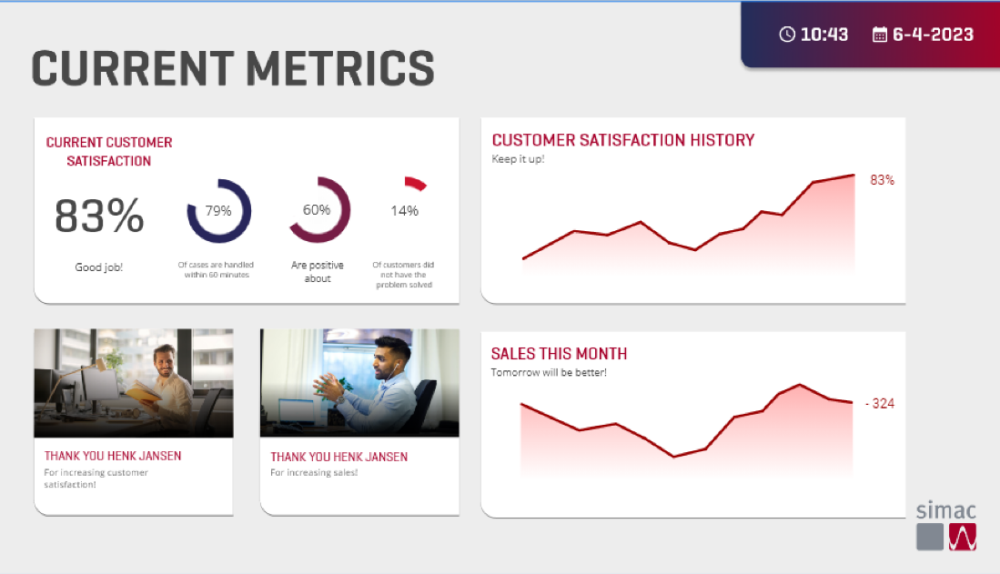 10:43 6-4-2023
CURRENT METRICS
CURRENT CUSTOMER
SATISFACTION
83%
79%
60%
14%
Good job!
Of cases are handled
within 60 minutes
Are positive
about
Of customers did
not have the
problem solved
CUSTOMER SATISFACTION HISTORY
Keep it up!
83%
THANK YOU HENK JANSEN
For increasing customer
satisfaction!
THANK YOU HENK JANSEN
For increasing sales!
SALES THIS MONTH
Tomorrow will be better!
- 324
simac